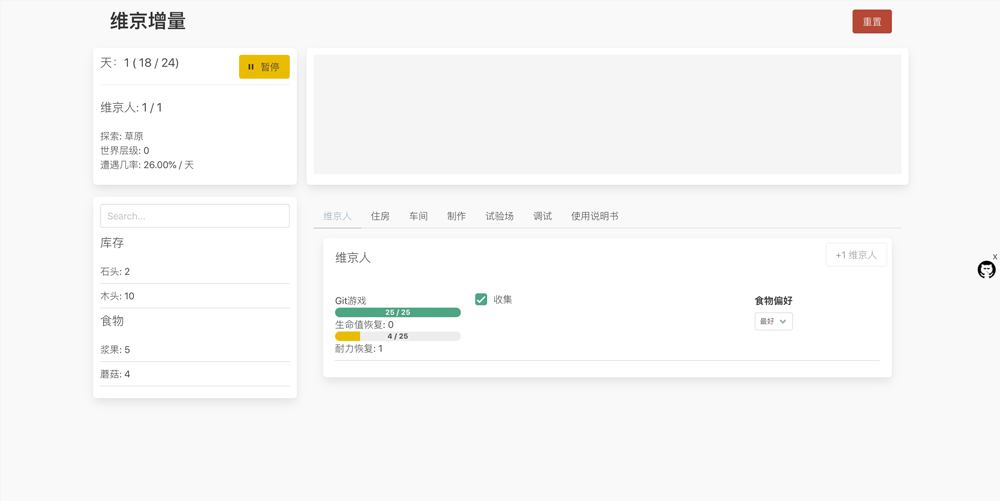 维京增量
重置
天: 1 ( 18 / 24)
暂停
维京人: 1 / 1
探索: 草原
世界层级: 0
遭遇几率: 26.00% / 天
Search...
库存
石头: 2
木头: 10
食物
浆果: 5
蘑菇: 4
维京人
住房
车间
制作
试验场
调试
使用说明书
维京人
+1 维京人
Git游戏
25 / 25
生命值恢复: 0
4 / 25
耐力恢复: 1
收集
食物偏好
最好
x